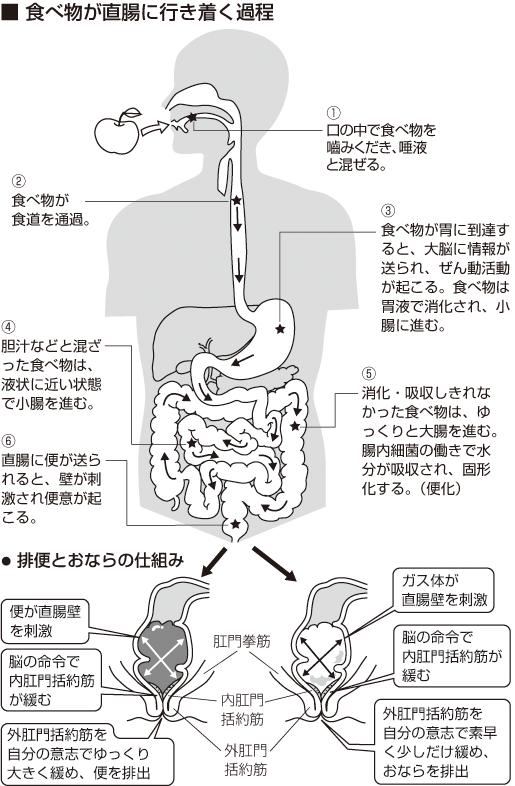 ■ 食べ物が直腸に行き着く過程
①
口の中で食べ物を
噛みくだき、唾液
と混ぜる。
②
食べ物が
食道を通過。
③
食べ物が胃に到達す
ると、大脳に情報が
送られ、ぜん動活動
が起こる。食べ物は
胃液で消化され、小
腸に進む。
④
胆汁などと混ざ
った食べ物は、
液状に近い状態
で小腸を進む。
⑤
消化・吸収しきれな
かった食べ物は、ゆ
っくりと大腸を進む。
腸内細菌の働きで水
分が吸収され、固形
化する。（便化）
⑥
直腸に便が送ら
れると、壁が刺
激され便意が起
こる。
● 排便とおならの仕組み
便が直腸壁
を刺激
脳の命令で
内肛門括約筋
が緩む
外肛門括約筋を
自分の意志でゆっくり
大きく緩め、便を排出
肛門挙筋
内肛門
括約筋
外肛門
括約筋
ガス体が
直腸壁を刺激
脳の命令で
内肛門括約筋が
緩む
外肛門括約筋を
自分の意志で素早
く少しだけ緩め、
おならを排出